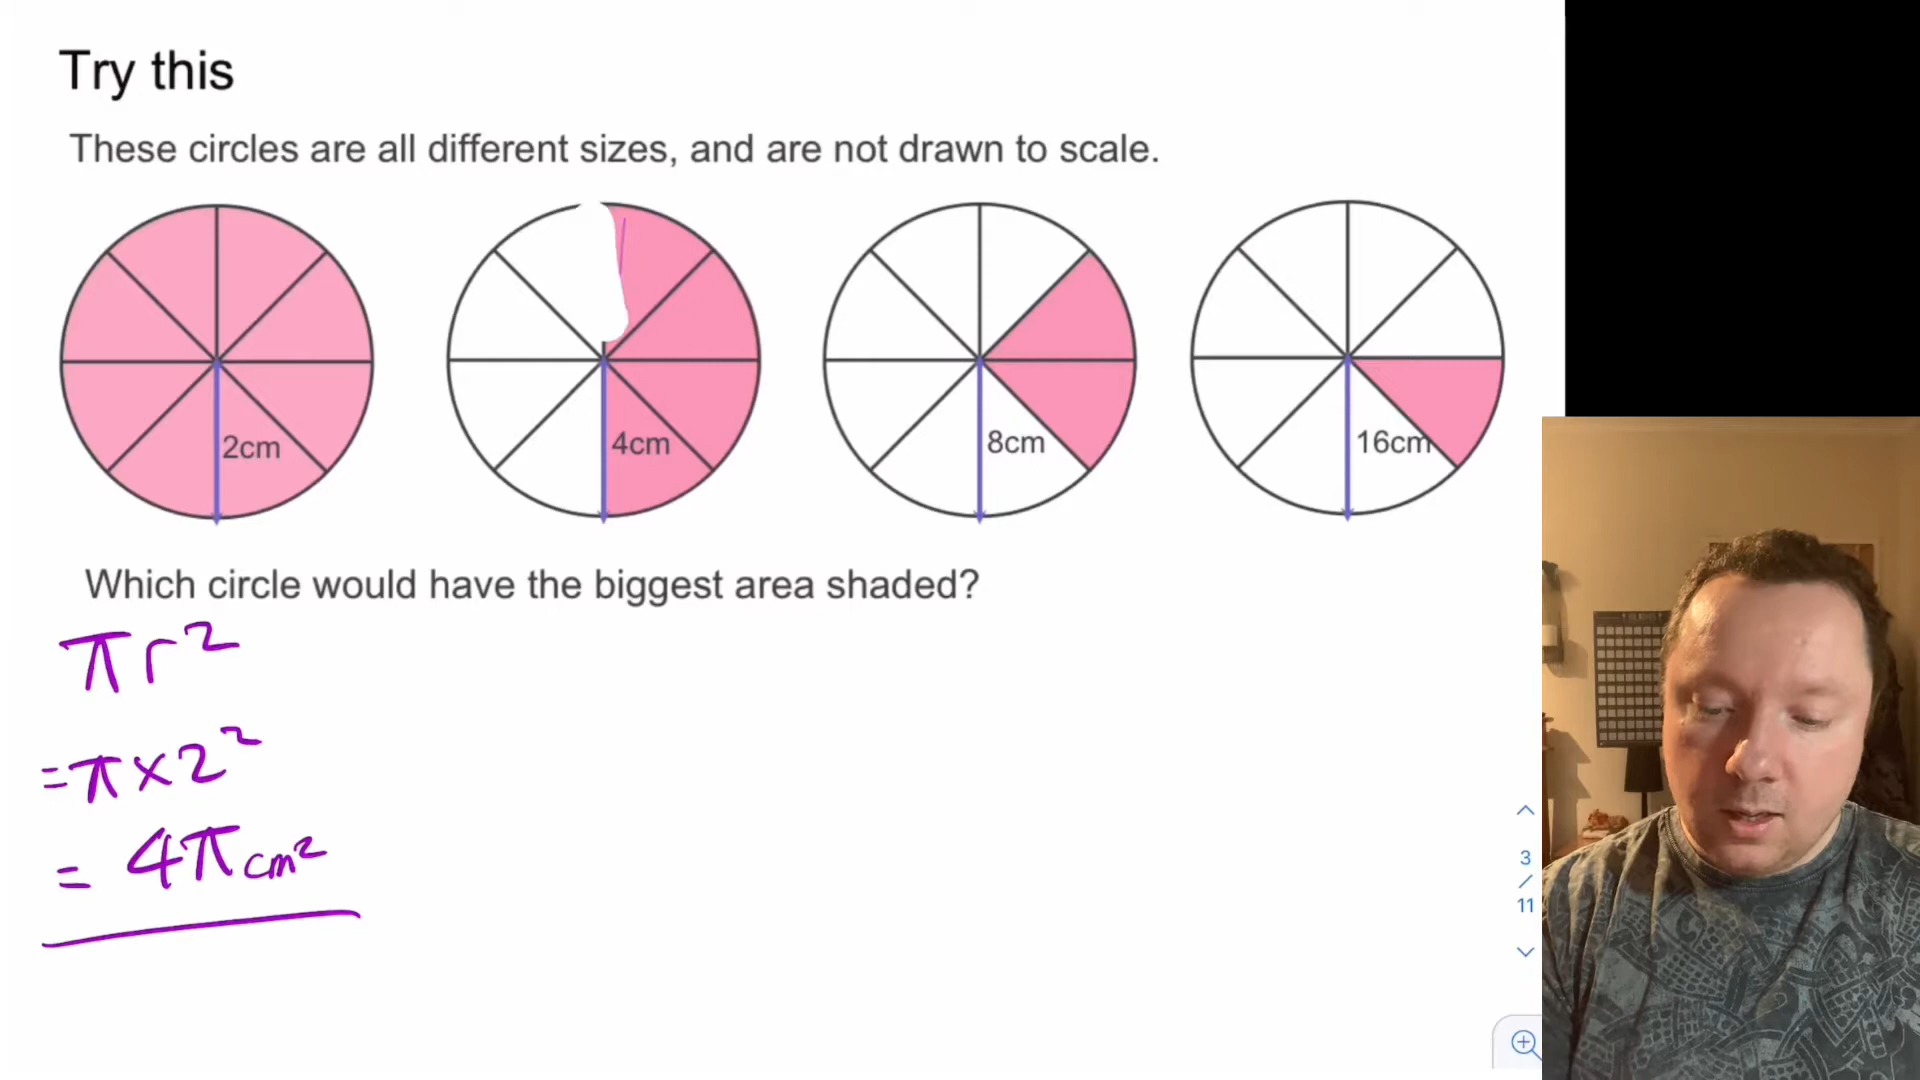 Try this
These circles are all different sizes, and are not drawn to scale.
2cm
4cm
8cm
16cm
Which circle would have the biggest area shaded?
πr²
=π×2²
= 4π cm²
3
/
11